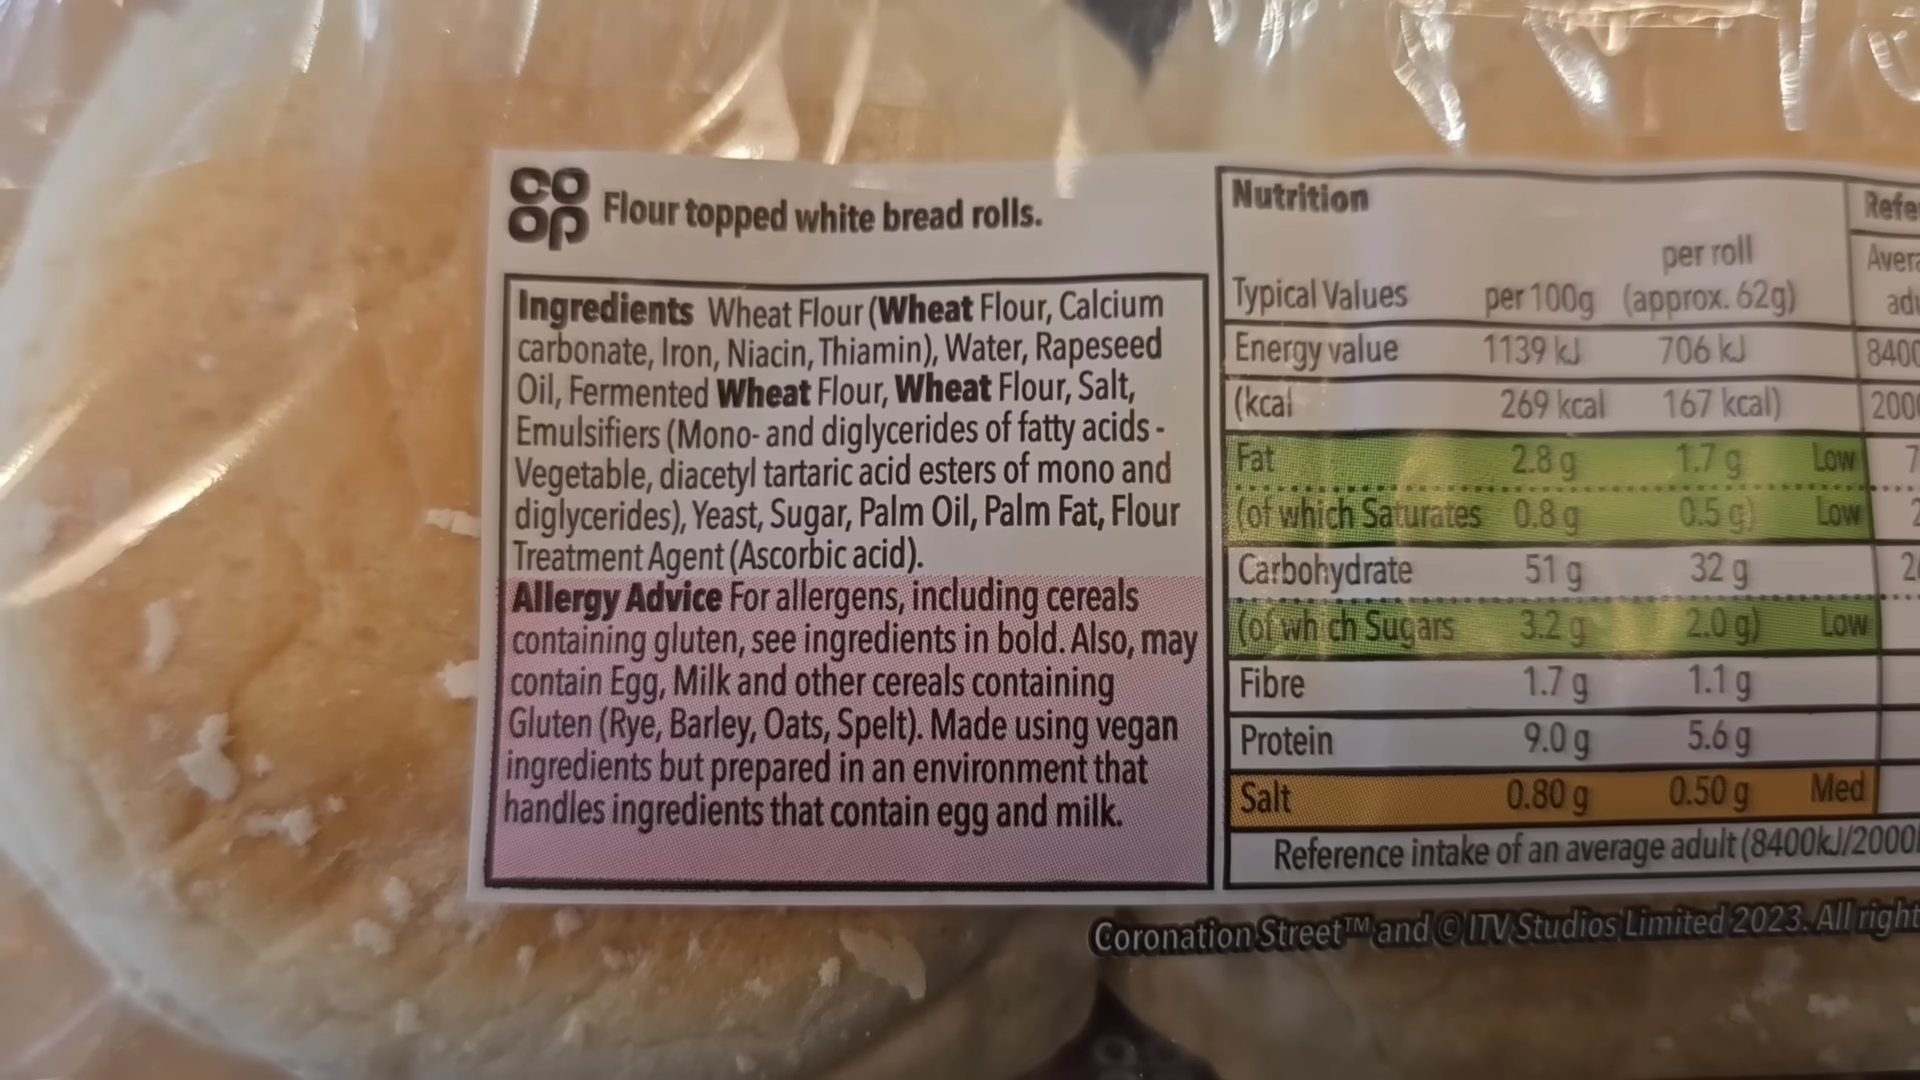 CO
OP
Flour topped white bread rolls.
Ingredients Wheat Flour (Wheat Flour, Calcium
carbonate, Iron, Niacin, Thiamin), Water, Rapeseed
Oil, Fermented Wheat Flour, Wheat Flour, Salt,
Emulsifiers (Mono- and diglycerides of fatty acids -
Vegetable, diacetyl tartaric acid esters of mono and
diglycerides), Yeast, Sugar, Palm Oil, Palm Fat, Flour
Treatment Agent (Ascorbic acid).
Allergy Advice For allergens, including cereals
containing gluten, see ingredients in bold. Also, may
contain Egg, Milk and other cereals containing
Gluten (Rye, Barley, Oats, Spelt). Made using vegan
ingredients but prepared in an environment that
handles ingredients that contain egg and milk.
Nutrition
per roll
Typical Values per 100g (approx. 62g)
Energy value 1139 kJ 706 kJ 8400
(kcal 269 kcal 167 kcal) 200
Fat 2.8 g 1.7 g Low 7
(of which Saturates 0.8 g 0.5 g) Low 2
Carbohydrate 51 g 32 g 2
(of which Sugars 3.2 g 2.0 g) Low
Fibre 1.7 g 1.1 g
Protein 9.0 g 5.6 g
Salt 0.80 g 0.50 g Med
Reference intake of an average adult (8400kJ/2000
Coronation Street™ and © ITV Studios Limited 2023. All right